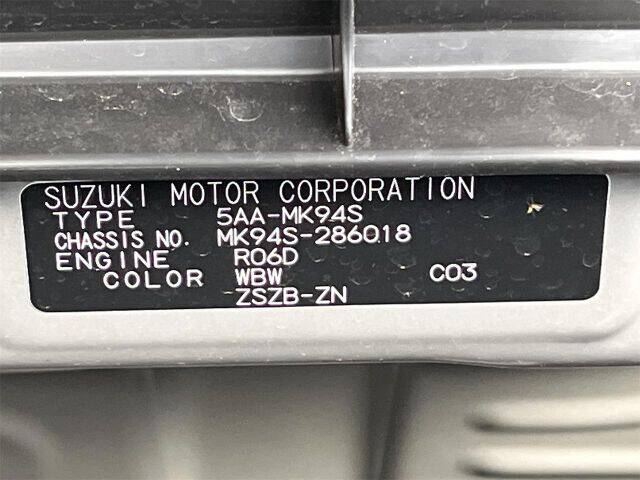 SUZUKI MOTOR CORPORATION
TYPE 5AA-MK94S
CHASSIS NO. MK94S-286018
ENGINE R06D
COLOR WBW C03
ZSZB-ZN